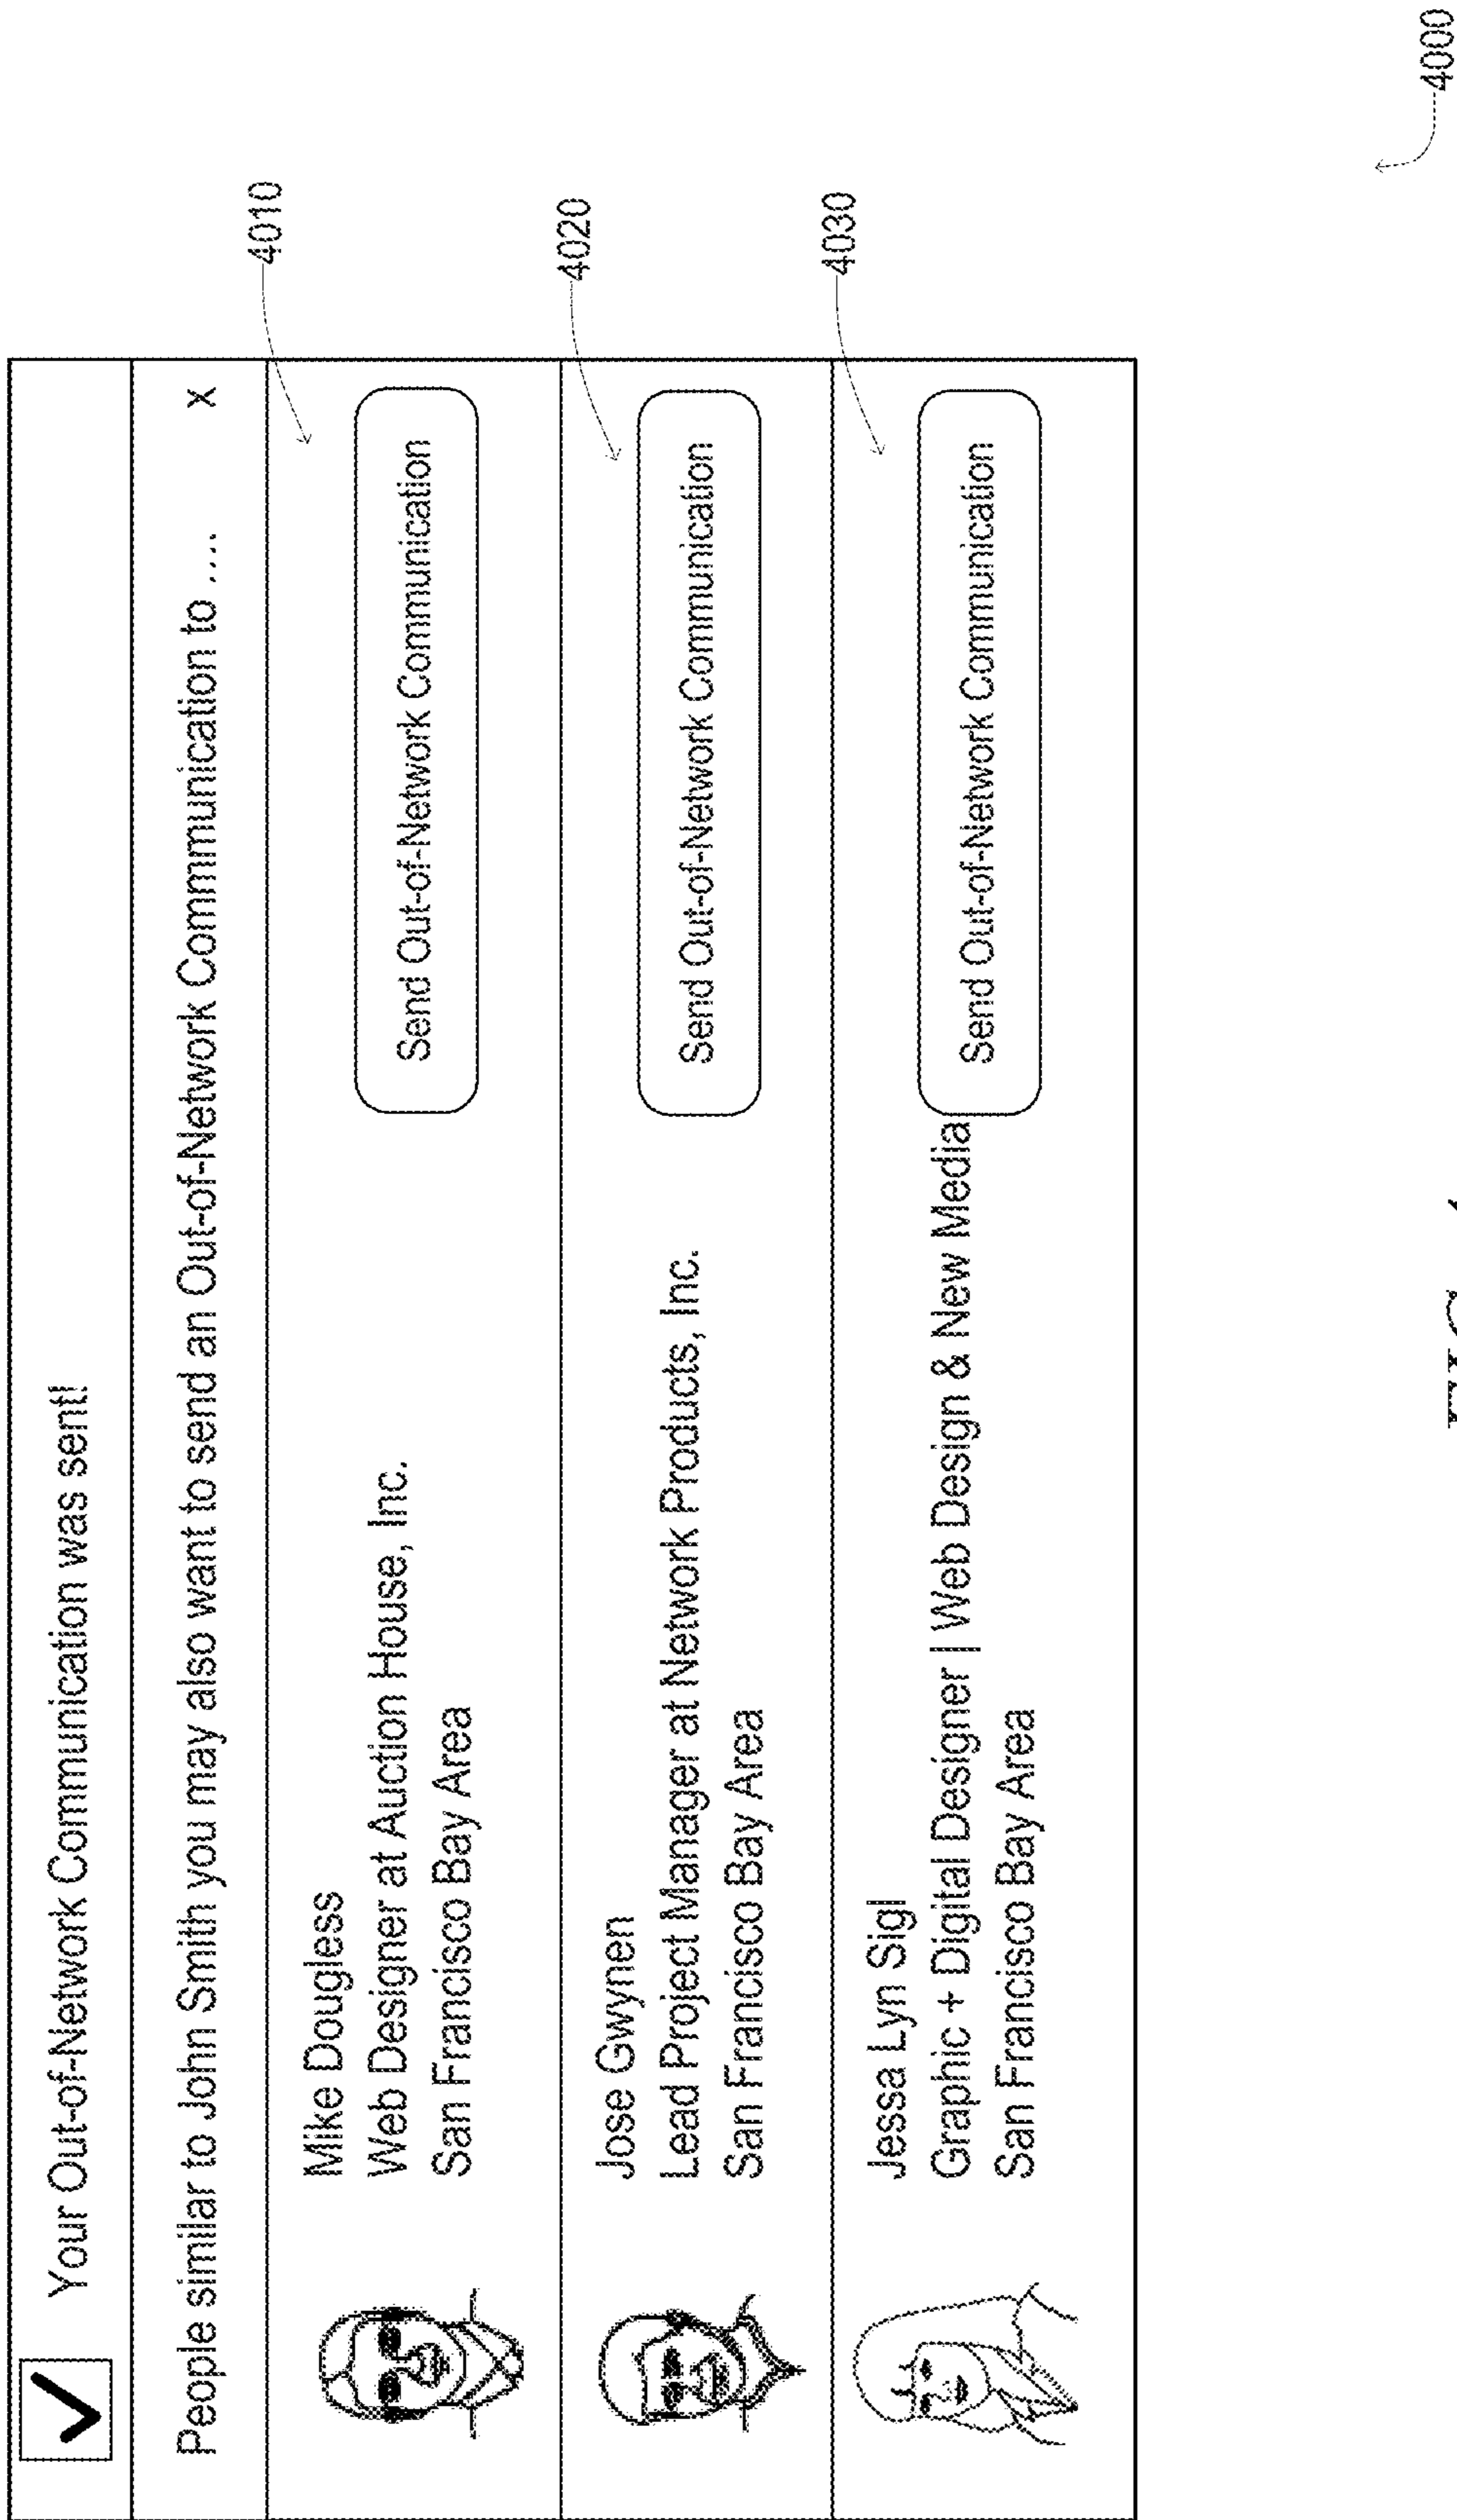 Your Out-of-Network Communication was sent!
People similar to John Smith you may also want to send an Out-of-Network Communication to .... x
Mike Dougless
Web Designer at Auction House, Inc.
San Francisco Bay Area
Send Out-of-Network Communication
4010
Jose Gwynen
Lead Project Manager at Network Products, Inc.
San Francisco Bay Area
Send Out-of-Network Communication
4020
Jessa Lyn Sigl
Graphic + Digital Designer | Web Design & New Media
San Francisco Bay Area
Send Out-of-Network Communication
4030
4000